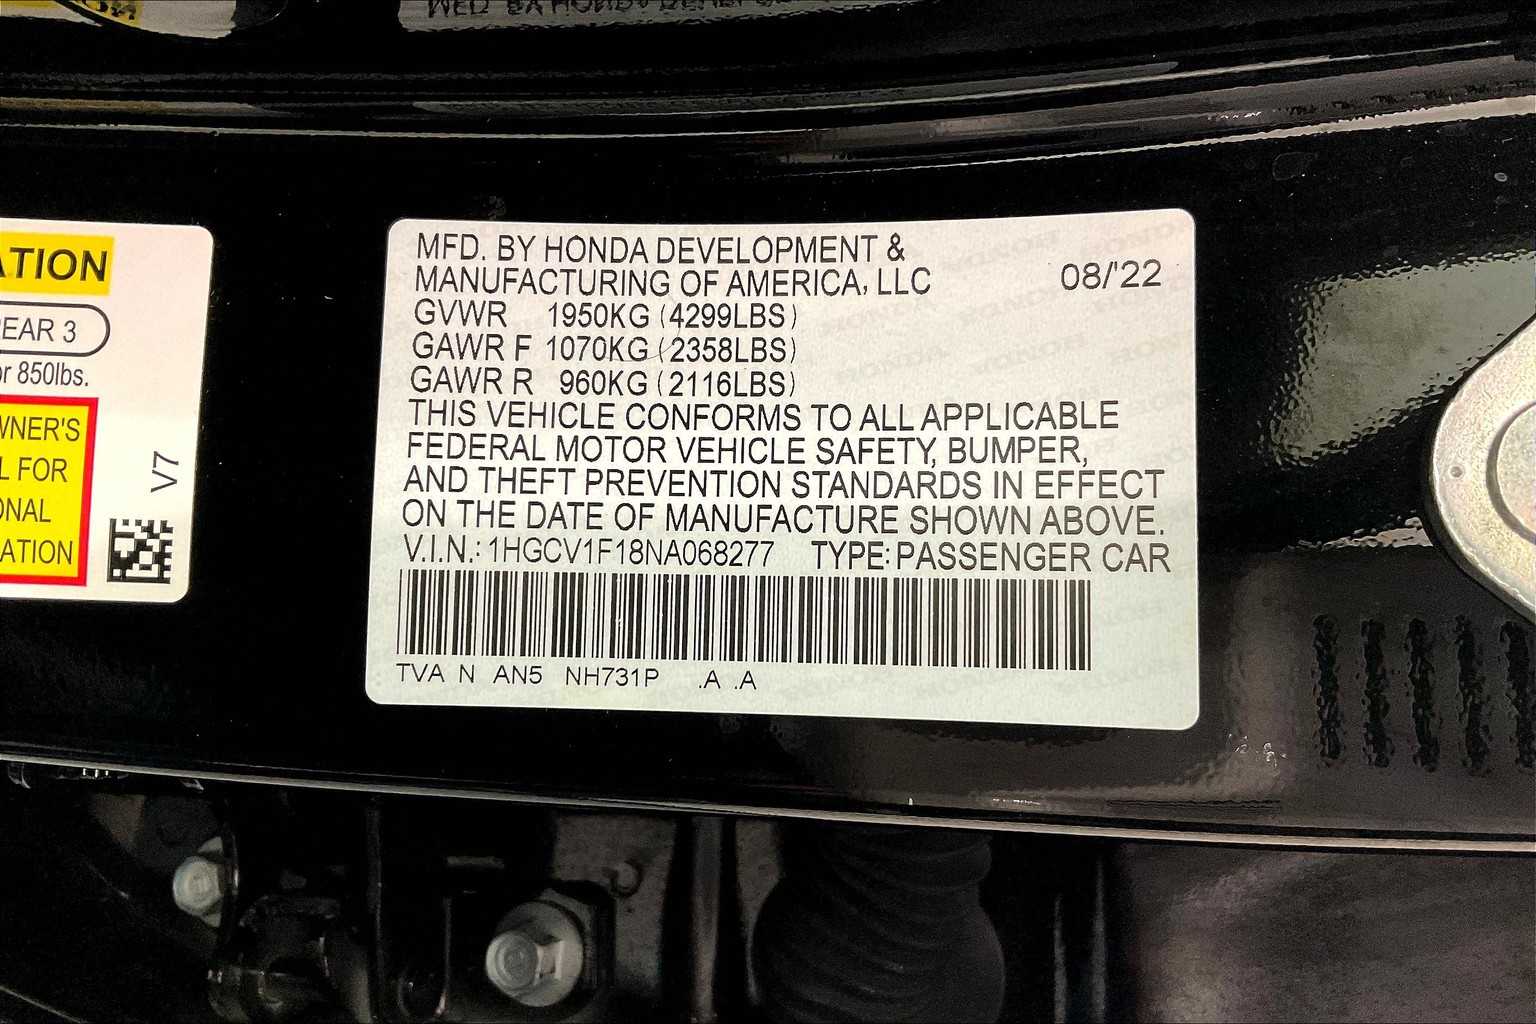 ATION
REAR 3
or 850lbs.
WNER'S
L FOR
ONAL
ATION
V7
MFD. BY HONDA DEVELOPMENT &
MANUFACTURING OF AMERICA, LLC 08/'22
GVWR 1950KG (4299LBS)
GAWR F 1070KG (2358LBS)
GAWR R 960KG (2116LBS)
THIS VEHICLE CONFORMS TO ALL APPLICABLE
FEDERAL MOTOR VEHICLE SAFETY, BUMPER,
AND THEFT PREVENTION STANDARDS IN EFFECT
ON THE DATE OF MANUFACTURE SHOWN ABOVE.
V.I.N.: 1HGCV1F18NA068277 TYPE: PASSENGER CAR
TVA N AN5 NH731P .A .A